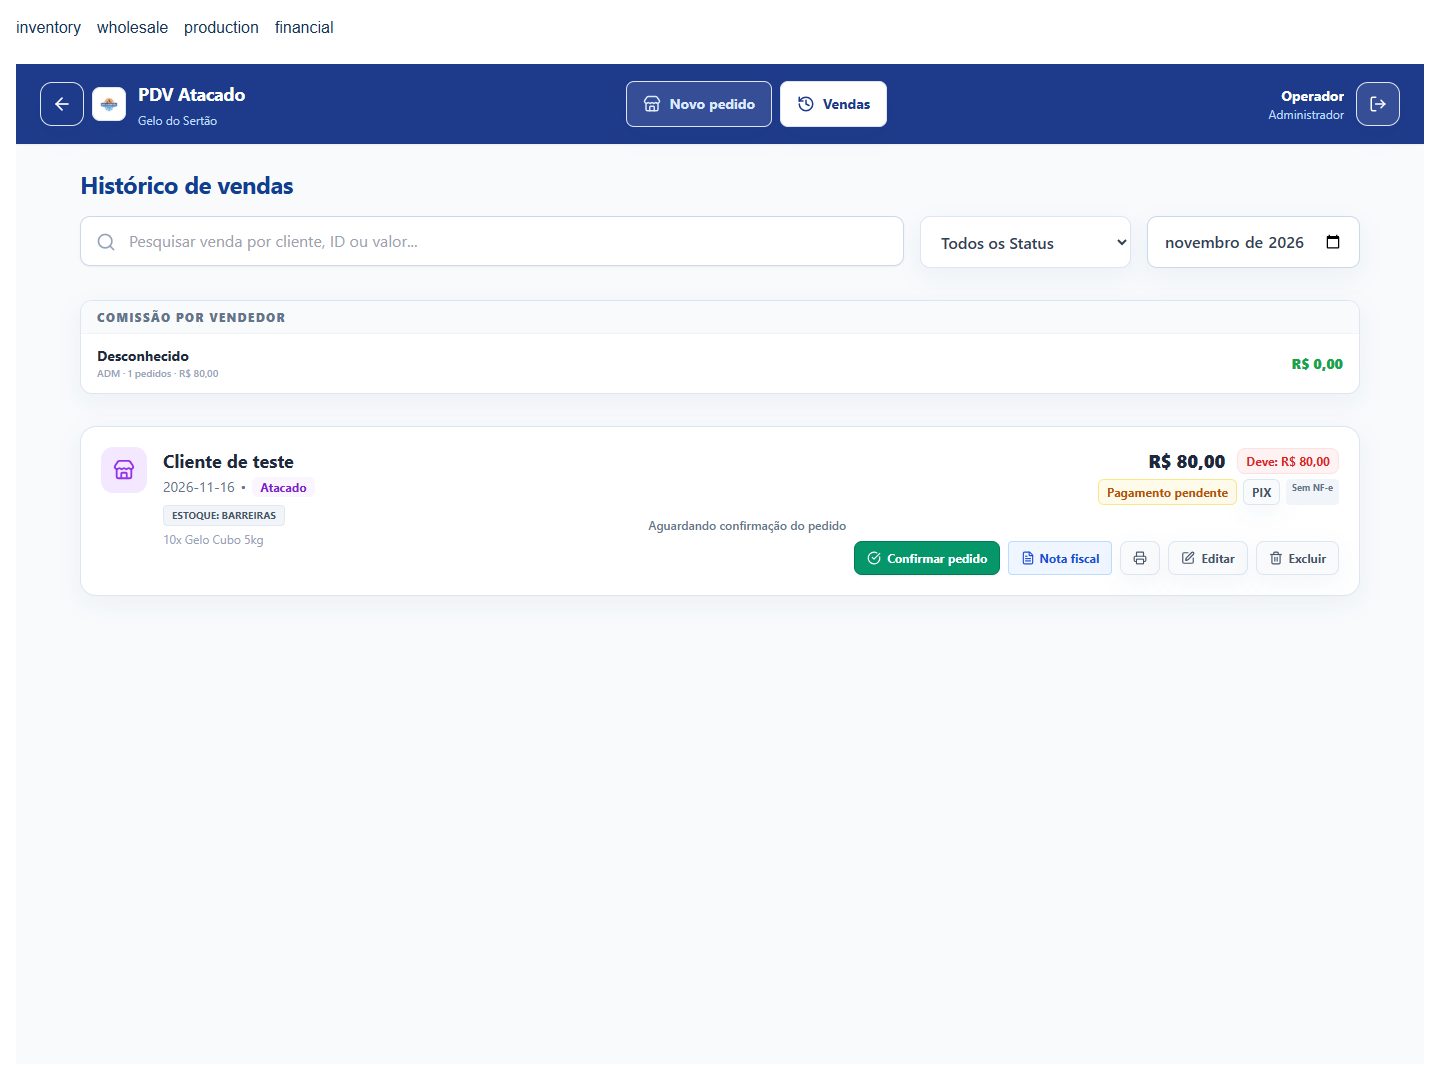 inventory wholesale production financial
PDV Atacado
Gelo do Sertão
Novo pedido
Vendas
Operador
Administrador
Histórico de vendas
Pesquisar venda por cliente, ID ou valor...
Todos os Status
novembro de 2026
COMISSÃO POR VENDEDOR
Desconhecido
ADM · 1 pedidos · R$ 80,00
R$ 0,00
Cliente de teste
2026-11-16 • Atacado
ESTOQUE: BARREIRAS
10x Gelo Cubo 5kg
R$ 80,00 Deve: R$ 80,00
Pagamento pendente PIX Sem NF-e
Aguardando confirmação do pedido
Confirmar pedido Nota fiscal Editar Excluir